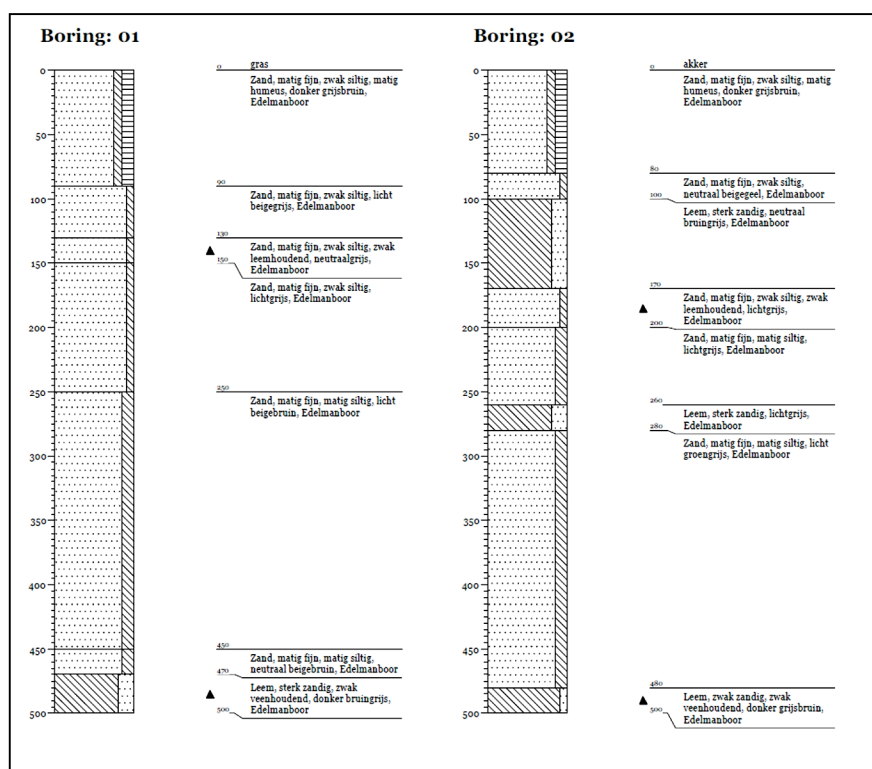 Boring: 01
gras
0
Zand, matig fijn, zwak siltig, matig
humeus, donker grijsbruin,
Edelmanboor
90
Zand, matig fijn, zwak siltig, licht
beigegrijs, Edelmanboor
130
Zand, matig fijn, zwak siltig, zwak
leemhoudend, neutraalgrijs,
Edelmanboor
150
Zand, matig fijn, zwak siltig,
lichtgrijs, Edelmanboor
250
Zand, matig fijn, matig siltig, licht
beigebruin, Edelmanboor
450
Zand, matig fijn, matig siltig,
neutraal beigebruin, Edelmanboor
470
Leem, sterk zandig, zwak
veenhoudend, donker bruingrijs,
Edelmanboor
500
0
50
100
150
200
250
300
350
400
450
500
Boring: 02
akker
0
Zand, matig fijn, zwak siltig, matig
humeus, donker grijsbruin,
Edelmanboor
80
Zand, matig fijn, zwak siltig,
neutraal beigegeel, Edelmanboor
100
Leem, sterk zandig, neutraal
bruingrijs, Edelmanboor
170
Zand, matig fijn, zwak siltig, zwak
leemhoudend, lichtgrijs,
Edelmanboor
200
Zand, matig fijn, matig siltig,
lichtgrijs, Edelmanboor
260
Leem, sterk zandig, lichtgrijs,
Edelmanboor
280
Zand, matig fijn, matig siltig, licht
groengrijs, Edelmanboor
480
Leem, zwak zandig, zwak
veenhoudend, donker grijsbruin,
Edelmanboor
500
0
50
100
150
200
250
300
350
400
450
500